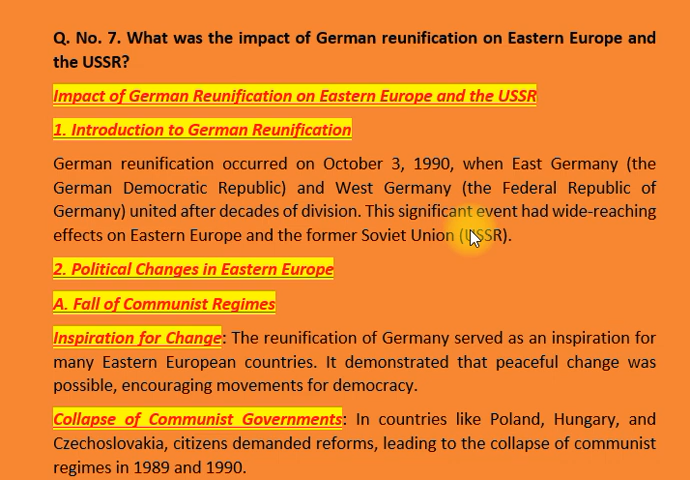 Q. No. 7. What was the impact of German reunification on Eastern Europe and
the USSR?
Impact of German Reunification on Eastern Europe and the USSR
1. Introduction to German Reunification
German reunification occurred on October 3, 1990, when East Germany (the
German Democratic Republic) and West Germany (the Federal Republic of
Germany) united after decades of division. This significant event had wide-reaching
effects on Eastern Europe and the former Soviet Union (USSR).
2. Political Changes in Eastern Europe
A. Fall of Communist Regimes
Inspiration for Change: The reunification of Germany served as an inspiration for
many Eastern European countries. It demonstrated that peaceful change was
possible, encouraging movements for democracy.
Collapse of Communist Governments: In countries like Poland, Hungary, and
Czechoslovakia, citizens demanded reforms, leading to the collapse of communist
regimes in 1989 and 1990.